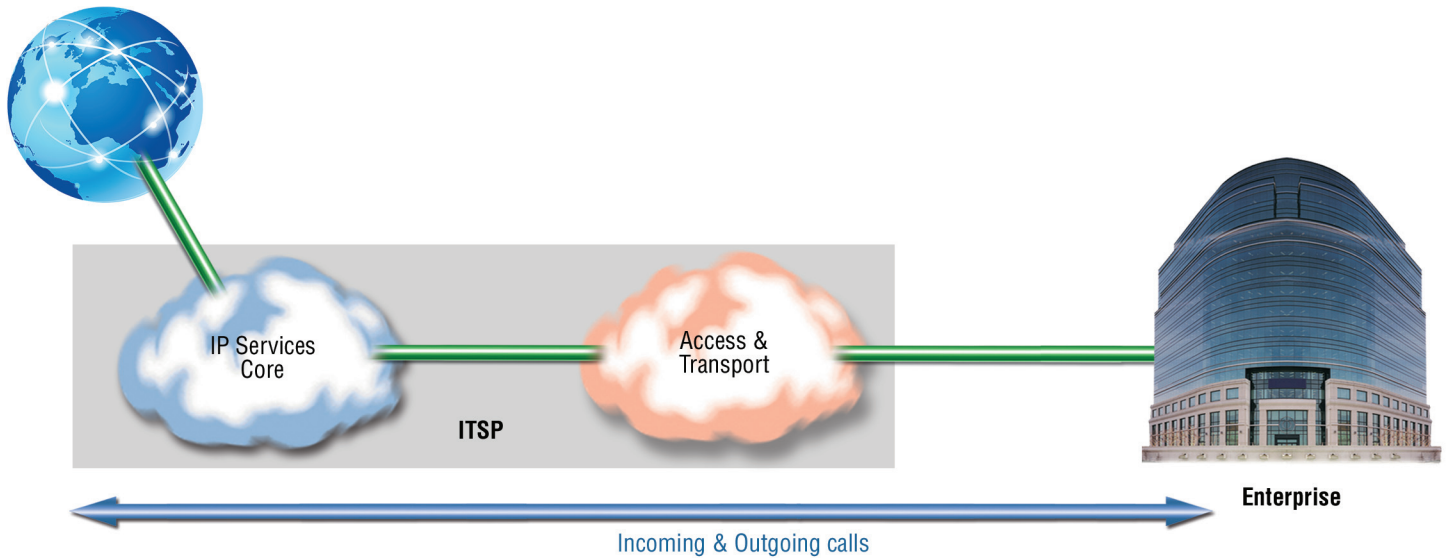 IP Services
Core
Access &
Transport
ITSP
Enterprise
Incoming & Outgoing calls